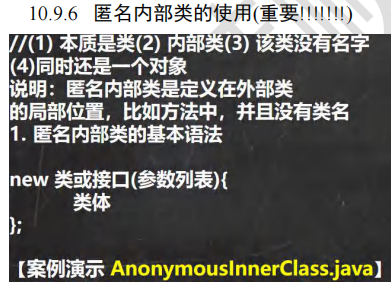 10.9.6 匿名内部类的使用(重要!!!!!!!)
//(1) 本质是类(2) 内部类(3) 该类没有名字
(4)同时还是一个对象
说明：匿名内部类是定义在外部类
的局部位置，比如方法中，并且没有类名
1. 匿名内部类的基本语法
new 类或接口(参数列表){
类体
};
【案例演示 AnonymousInnerClass.java】